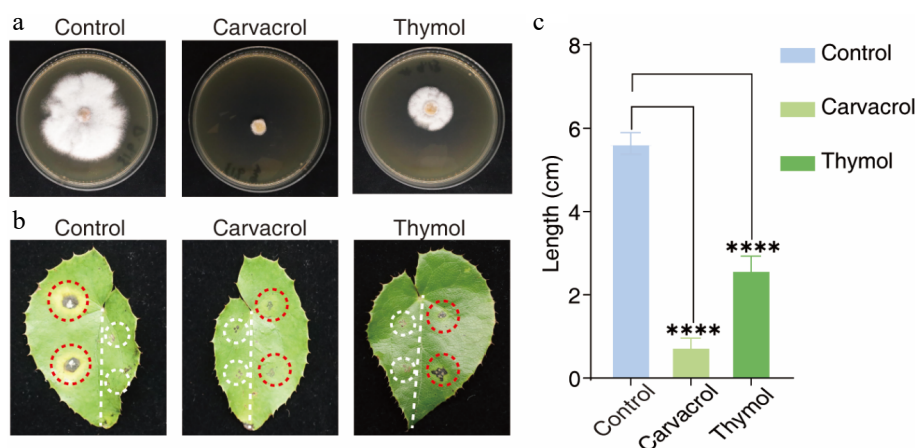 a
Control
Carvacrol
Thymol
b
Control
Carvacrol
Thymol
c
8
6
4
2
0
Length (cm)
****
****
Control
Carvacrol
Thymol
Control
Carvacrol
Thymol